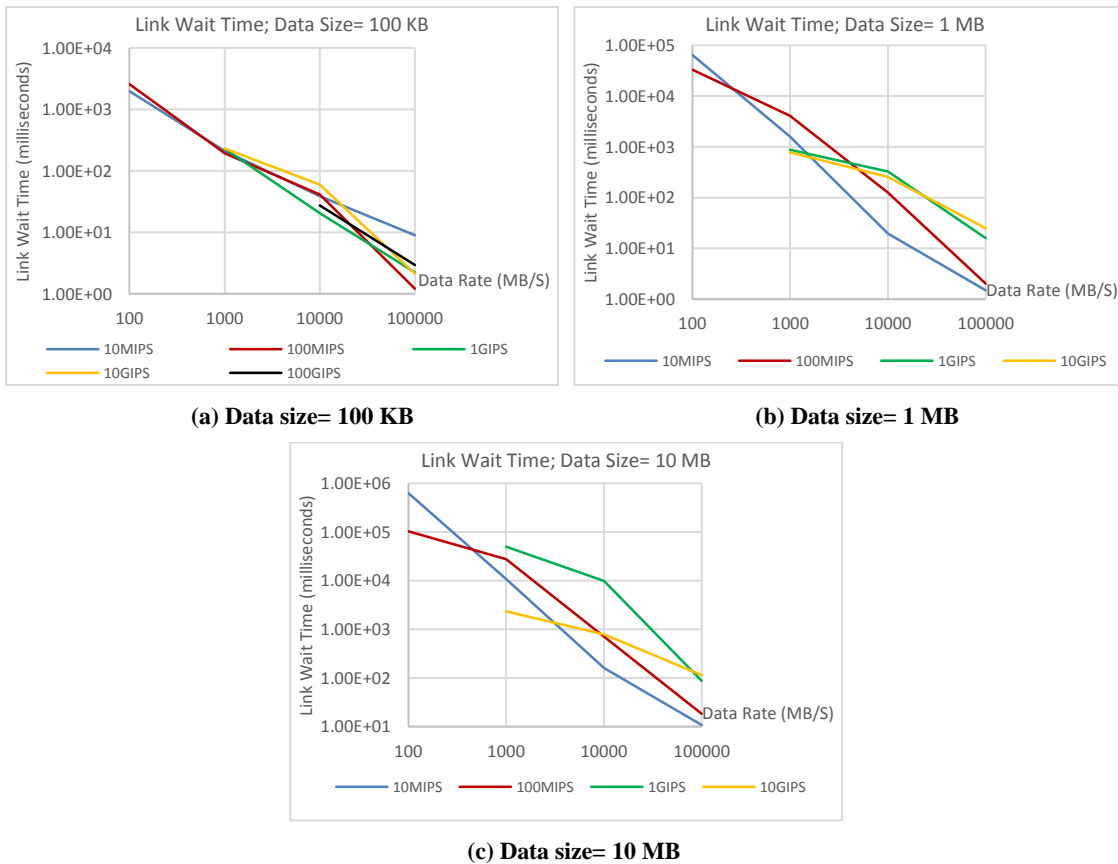 Link Wait Time; Data Size= 100 KB
Link Wait Time (milliseconds)
1.00E+04
1.00E+03
1.00E+02
1.00E+01
1.00E+00
Data Rate (MB/S)
100 1000 10000 100000
10MIPS 100MIPS 1GIPS
10GIPS 100GIPS
(a) Data size= 100 KB
Link Wait Time; Data Size= 1 MB
Link Wait Time (milliseconds)
1.00E+05
1.00E+04
1.00E+03
1.00E+02
1.00E+01
1.00E+00
Data Rate (MB/S)
100 1000 10000 100000
10MIPS 100MIPS 1GIPS 10GIPS
(b) Data size= 1 MB
Link Wait Time; Data Size= 10 MB
Link Wait Time (milliseconds)
1.00E+06
1.00E+05
1.00E+04
1.00E+03
1.00E+02
1.00E+01
Data Rate (MB/S)
100 1000 10000 100000
10MIPS 100MIPS 1GIPS 10GIPS
(c) Data size= 10 MB